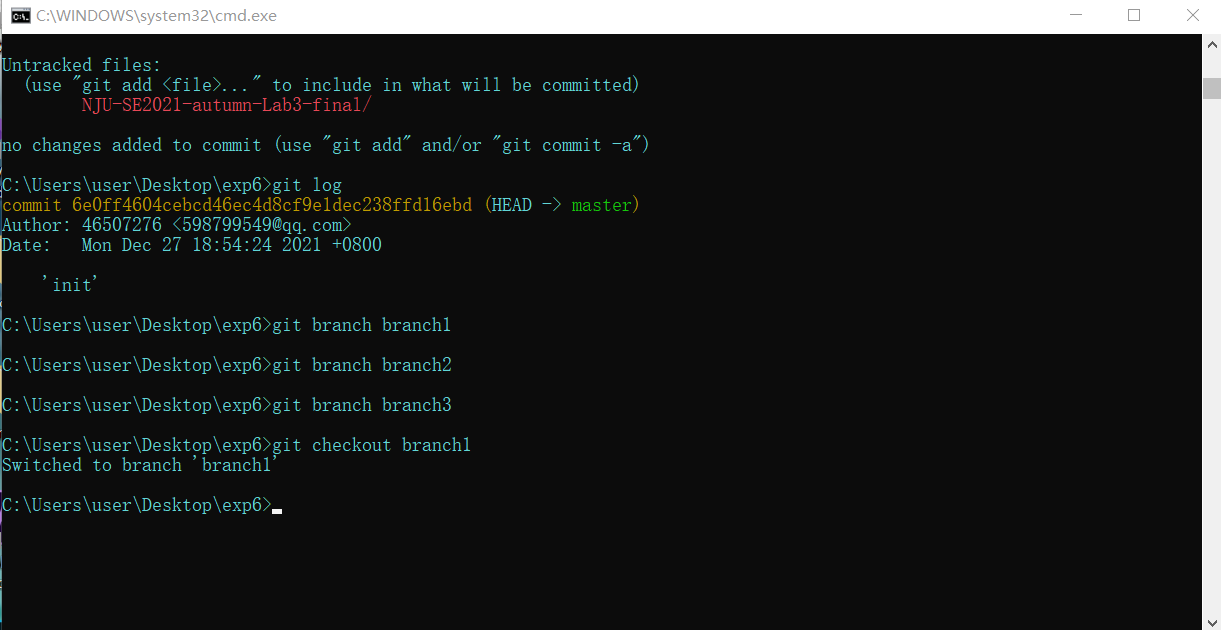 C:\WINDOWS\system32\cmd.exe
Untracked files:
  (use "git add <file>..." to include in what will be committed)
        NJU-SE2021-autumn-Lab3-final/
no changes added to commit (use "git add" and/or "git commit -a")
C:\Users\user\Desktop\exp6>git log
commit 6e0ff4604cebcd46ec4d8cf9e1dec238ffd16ebd (HEAD -> master)
Author: 46507276 <598799549@qq.com>
Date:   Mon Dec 27 18:54:24 2021 +0800
    'init'
C:\Users\user\Desktop\exp6>git branch branch1
C:\Users\user\Desktop\exp6>git branch branch2
C:\Users\user\Desktop\exp6>git branch branch3
C:\Users\user\Desktop\exp6>git checkout branch1
Switched to branch 'branch1'
C:\Users\user\Desktop\exp6>